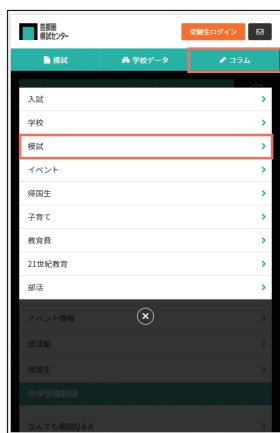 首都圏
模試センター
受験生ログイン
模試
学校データ
コラム
入試
学校
模試
イベント
帰国生
子育て
教育費
21世紀教育
部活
イベント情報
部活動
帰国生
中学受験相談
なんでも相談Q&A